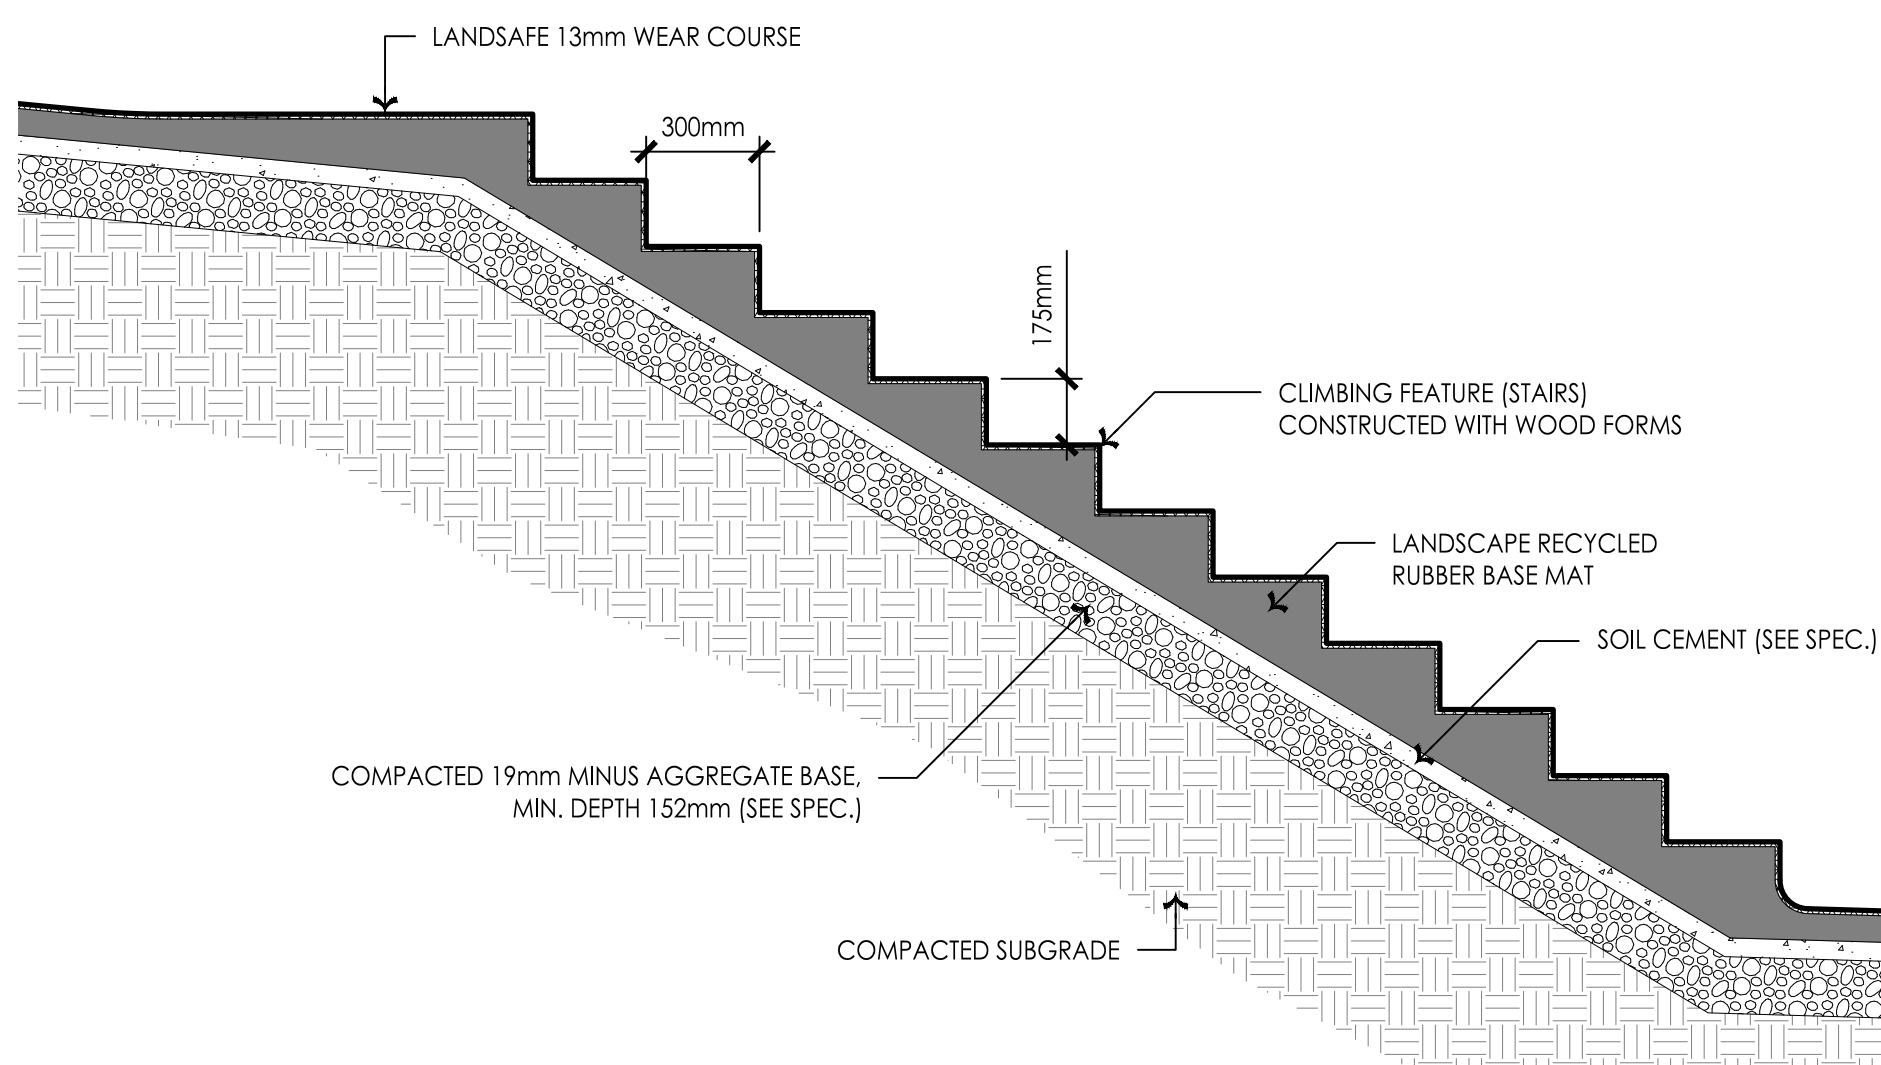 LANDSAFE 13mm WEAR COURSE
300mm
175mm
CLIMBING FEATURE (STAIRS)
CONSTRUCTED WITH WOOD FORMS
LANDSCAPE RECYCLED
RUBBER BASE MAT
SOIL CEMENT (SEE SPEC.)
COMPACTED 19mm MINUS AGGREGATE BASE,
MIN. DEPTH 152mm (SEE SPEC.)
COMPACTED SUBGRADE